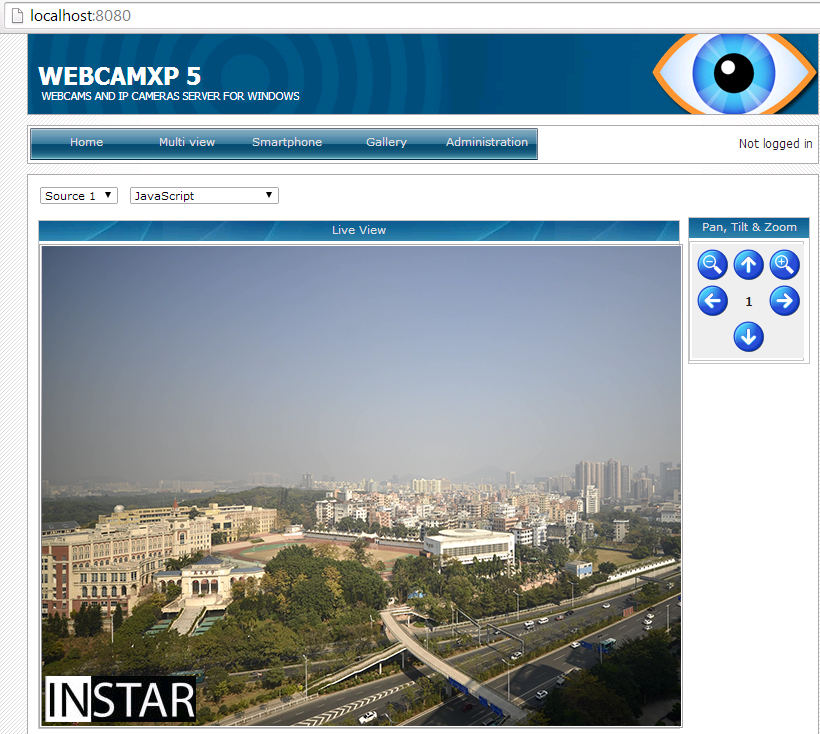 localhost:8080
WEBCAMXP 5
WEBCAMS AND IP CAMERAS SERVER FOR WINDOWS
Home Multi view Smartphone Gallery Administration Not logged in
Source 1 JavaScript
Live View
Pan, Tilt & Zoom
1
INSTAR